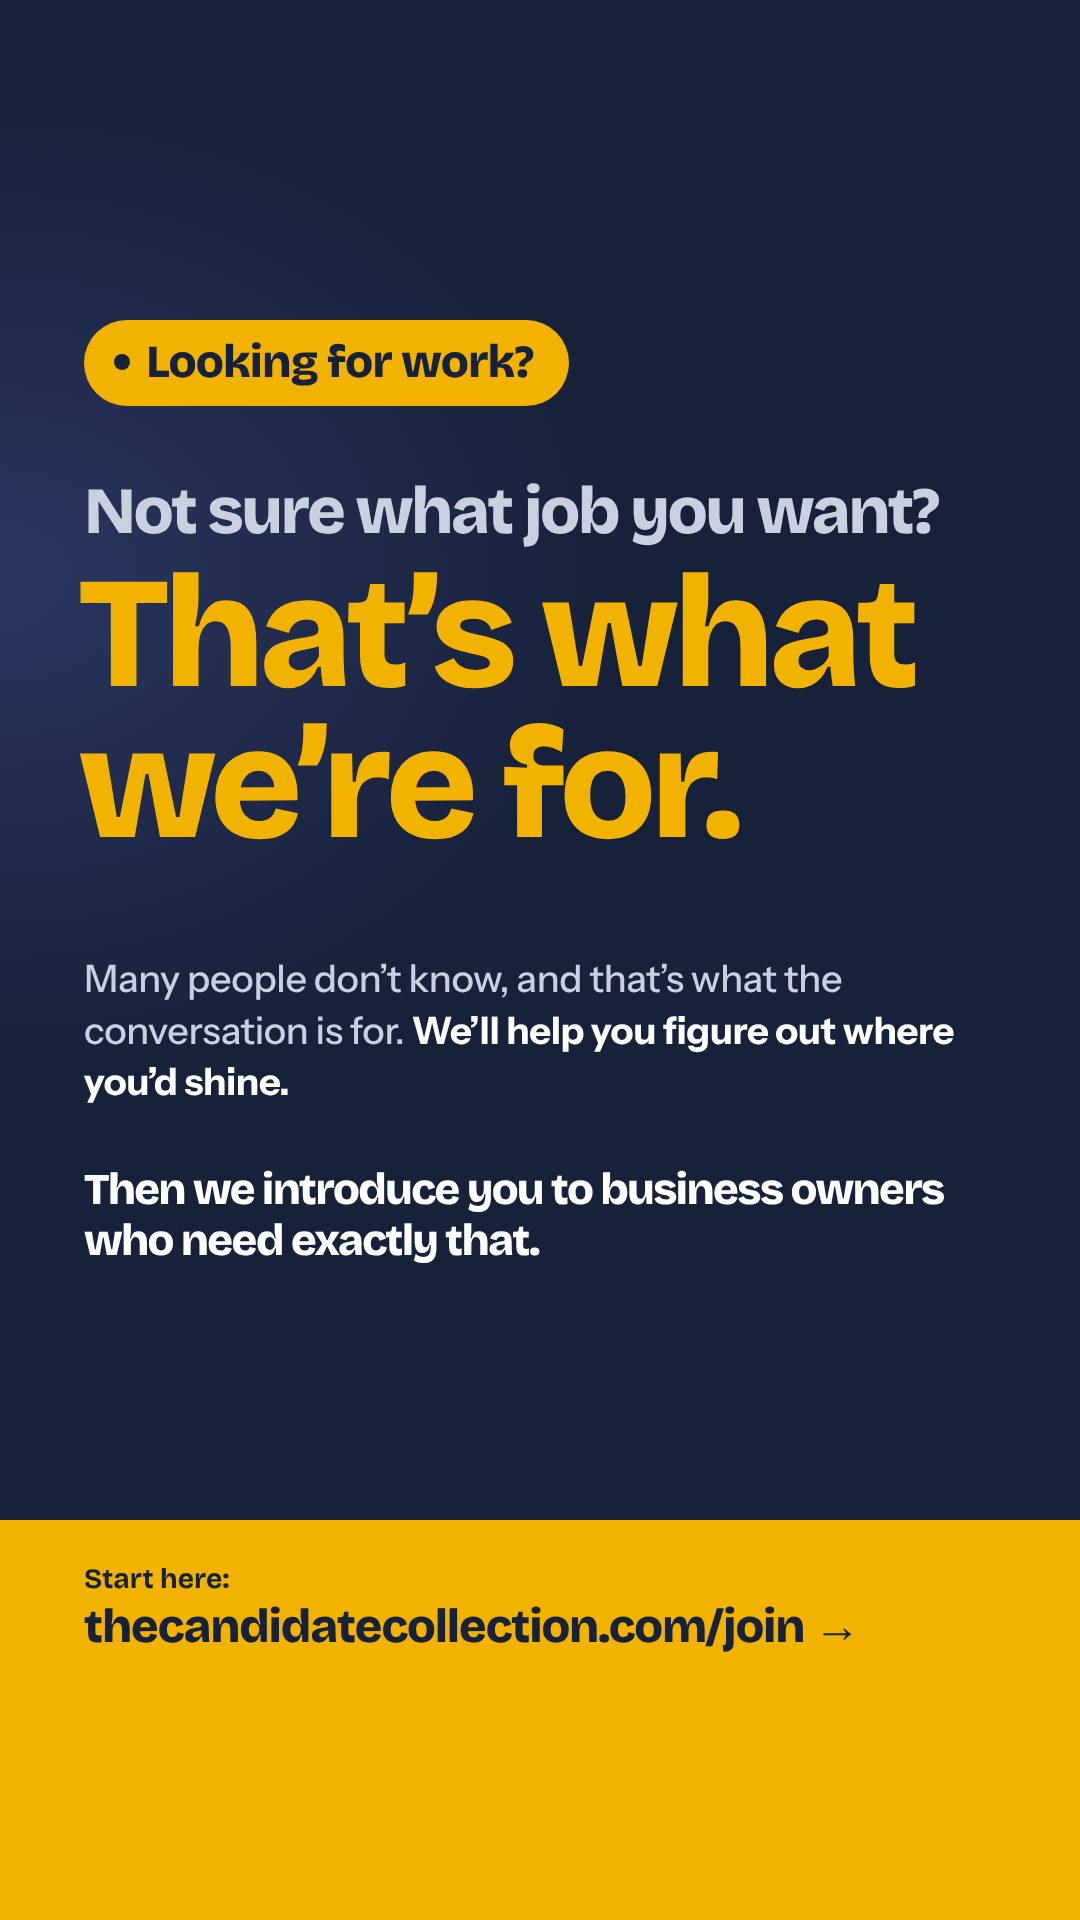 • Looking for work?
Not sure what job you want?
That’s what
we’re for.
Many people don’t know, and that’s what the
conversation is for. We’ll help you figure out where
you’d shine.
Then we introduce you to business owners
who need exactly that.
Start here:
thecandidatecollection.com/join →